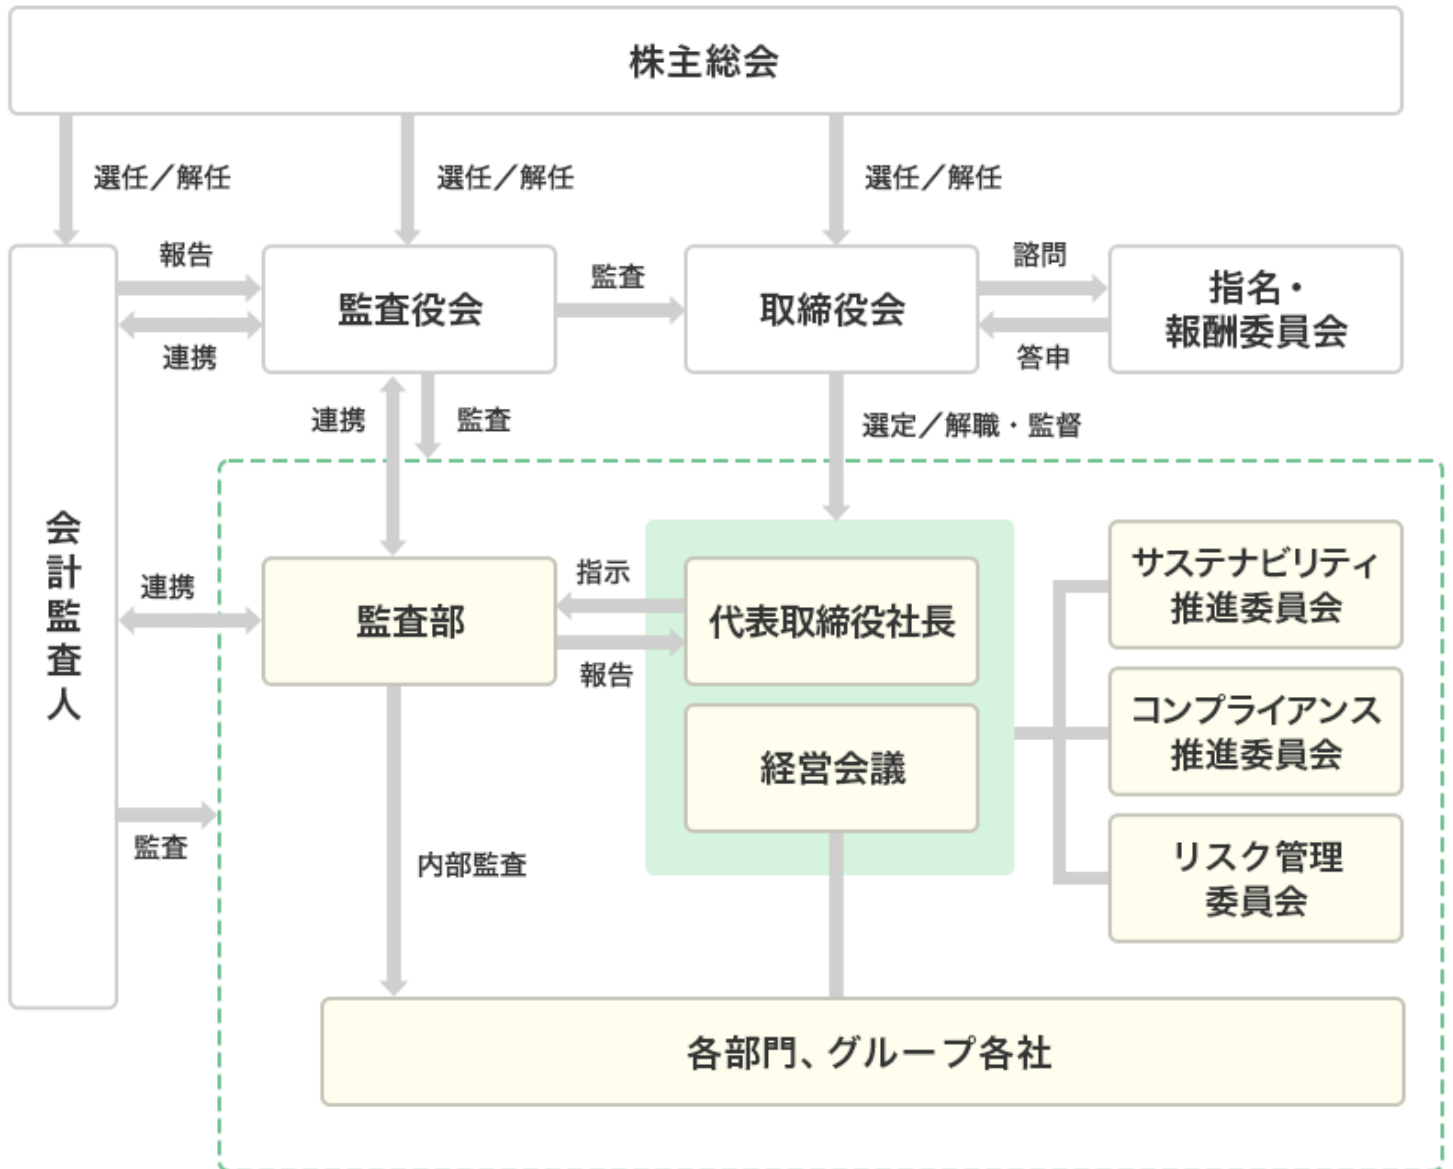 株主総会
選任／解任
選任／解任
選任／解任
報告
監査役会
監査
取締役会
諮問
指名・
報酬委員会
連携
答申
連携
監査
選定／解職・監督
会計監査人
連携
監査部
指示
報告
代表取締役社長
経営会議
サステナビリティ
推進委員会
コンプライアンス
推進委員会
リスク管理
委員会
監査
内部監査
各部門、グループ各社